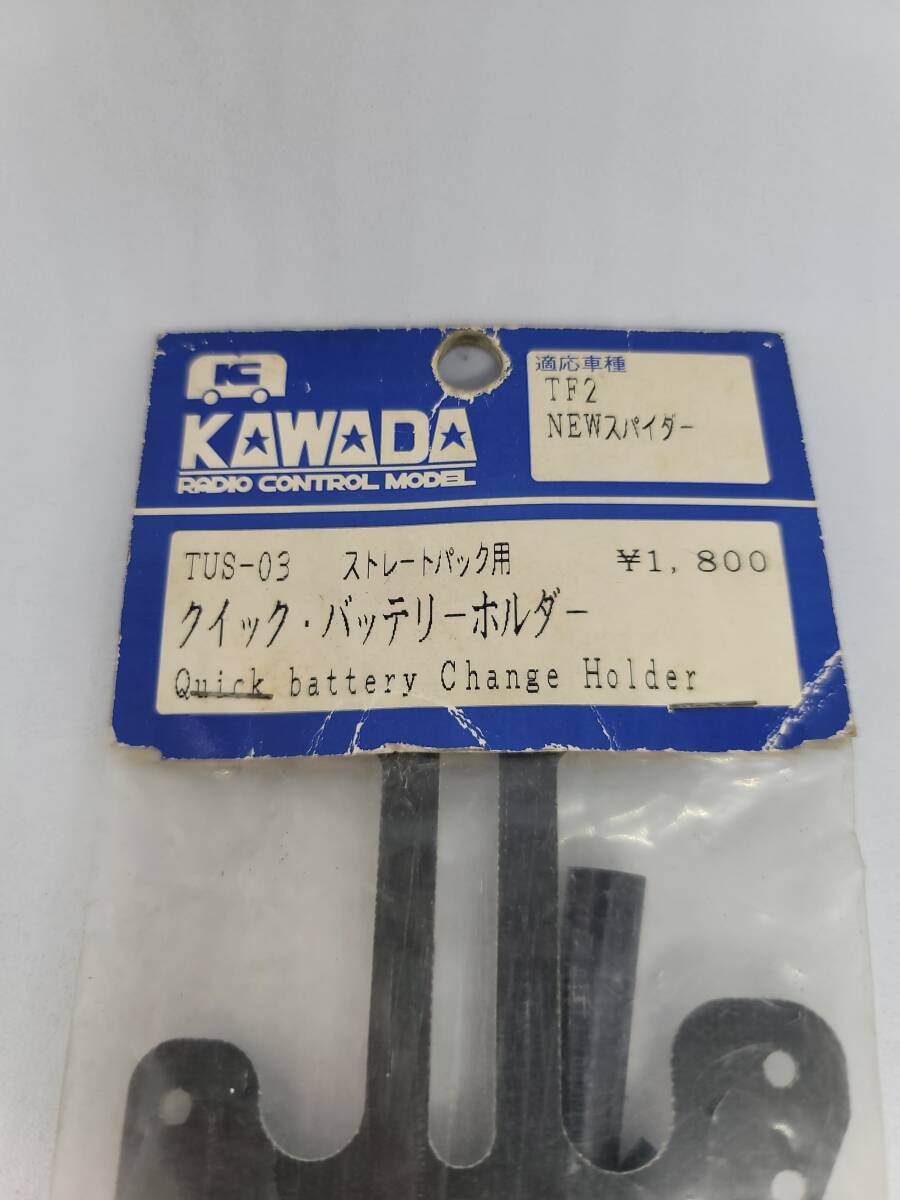 KAWADA
RADIO CONTROL MODEL
適応車種
TF2
NEWスパイダー
TUS-03 ストレートパック用 ¥1,800
クイック・バッテリーホルダー
Quick battery Change Holder